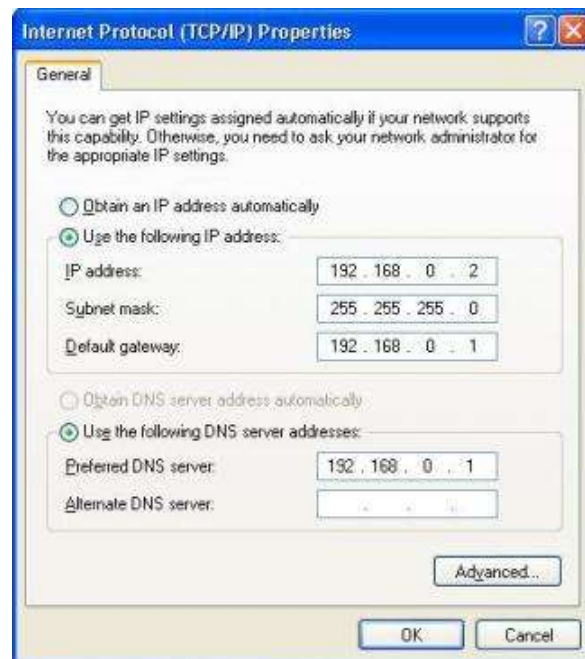 Internet Protocol (TCP/IP) Properties
General
You can get IP settings assigned automatically if your network supports
this capability. Otherwise, you need to ask your network administrator for
the appropriate IP settings.
Obtain an IP address automatically
Use the following IP address:
IP address: 192 . 168 . 0 . 2
Subnet mask: 255 . 255 . 255 . 0
Default gateway: 192 . 168 . 0 . 1
Obtain DNS server address automatically
Use the following DNS server addresses:
Preferred DNS server: 192 . 168 . 0 . 1
Alternate DNS server: . . .
Advanced...
OK Cancel